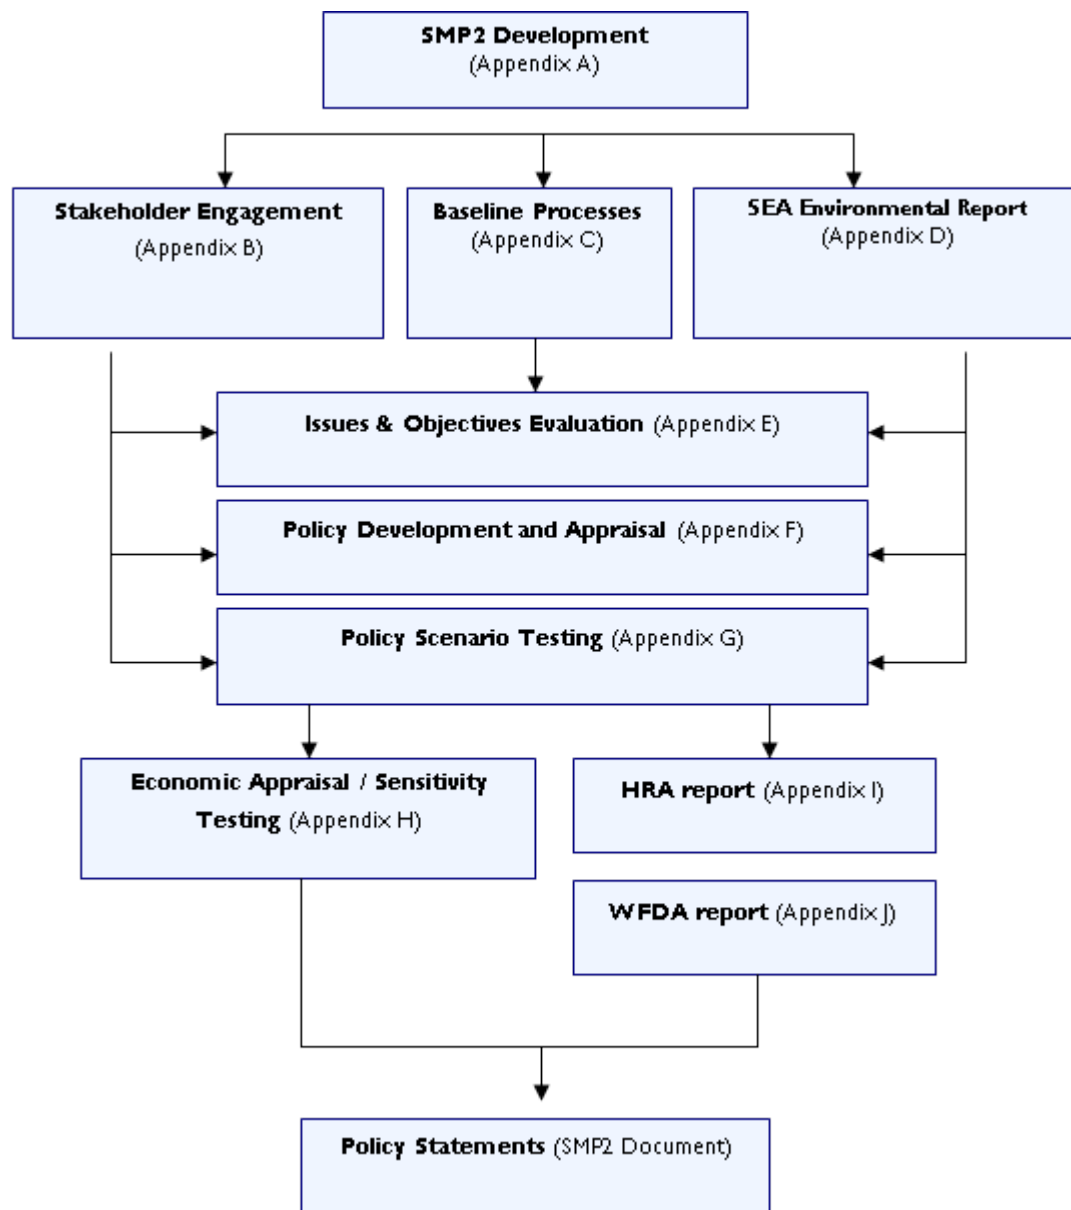 SMP2 Development
(Appendix A)
Stakeholder Engagement
(Appendix B)
Baseline Processes
(Appendix C)
SEA Environmental Report
(Appendix D)
Issues & Objectives Evaluation (Appendix E)
Policy Development and Appraisal (Appendix F)
Policy Scenario Testing (Appendix G)
Economic Appraisal / Sensitivity
Testing (Appendix H)
HRA report (Appendix I)
WFDA report (Appendix J)
Policy Statements (SMP2 Document)